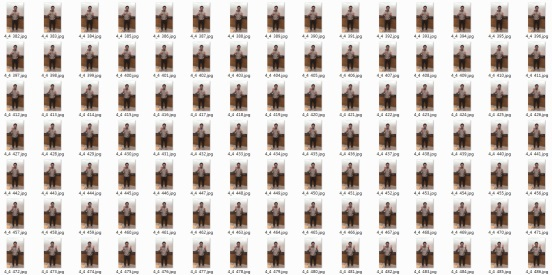 4_4_382.jpg 4_4_383.jpg 4_4_384.jpg 4_4_385.jpg 4_4_386.jpg 4_4_387.jpg 4_4_388.jpg 4_4_389.jpg 4_4_390.jpg 4_4_391.jpg 4_4_392.jpg 4_4_393.jpg 4_4_394.jpg 4_4_395.jpg 4_4_396.jpg
4_4_397.jpg 4_4_398.jpg 4_4_399.jpg 4_4_400.jpg 4_4_401.jpg 4_4_402.jpg 4_4_403.jpg 4_4_404.jpg 4_4_405.jpg 4_4_406.jpg 4_4_407.jpg 4_4_408.jpg 4_4_409.jpg 4_4_410.jpg 4_4_411.jpg
4_4_412.jpg 4_4_413.jpg 4_4_414.jpg 4_4_415.jpg 4_4_416.jpg 4_4_417.jpg 4_4_418.jpg 4_4_419.jpg 4_4_420.jpg 4_4_421.jpg 4_4_422.jpg 4_4_423.jpg 4_4_424.jpg 4_4_425.jpg 4_4_426.jpg
4_4_427.jpg 4_4_428.jpg 4_4_429.jpg 4_4_430.jpg 4_4_431.jpg 4_4_432.jpg 4_4_433.jpg 4_4_434.jpg 4_4_435.jpg 4_4_436.jpg 4_4_437.jpg 4_4_438.jpg 4_4_439.jpg 4_4_440.jpg 4_4_441.jpg
4_4_442.jpg 4_4_443.jpg 4_4_444.jpg 4_4_445.jpg 4_4_446.jpg 4_4_447.jpg 4_4_448.jpg 4_4_449.jpg 4_4_450.jpg 4_4_451.jpg 4_4_452.jpg 4_4_453.jpg 4_4_454.jpg 4_4_455.jpg 4_4_456.jpg
4_4_457.jpg 4_4_458.jpg 4_4_459.jpg 4_4_460.jpg 4_4_461.jpg 4_4_462.jpg 4_4_463.jpg 4_4_464.jpg 4_4_465.jpg 4_4_466.jpg 4_4_467.jpg 4_4_468.jpg 4_4_469.jpg 4_4_470.jpg 4_4_471.jpg
4_4_472.jpg 4_4_473.jpg 4_4_474.jpg 4_4_475.jpg 4_4_476.jpg 4_4_477.jpg 4_4_478.jpg 4_4_479.jpg 4_4_480.jpg 4_4_481.jpg 4_4_482.jpg 4_4_483.jpg 4_4_484.jpg 4_4_485.jpg 4_4_486.jpg